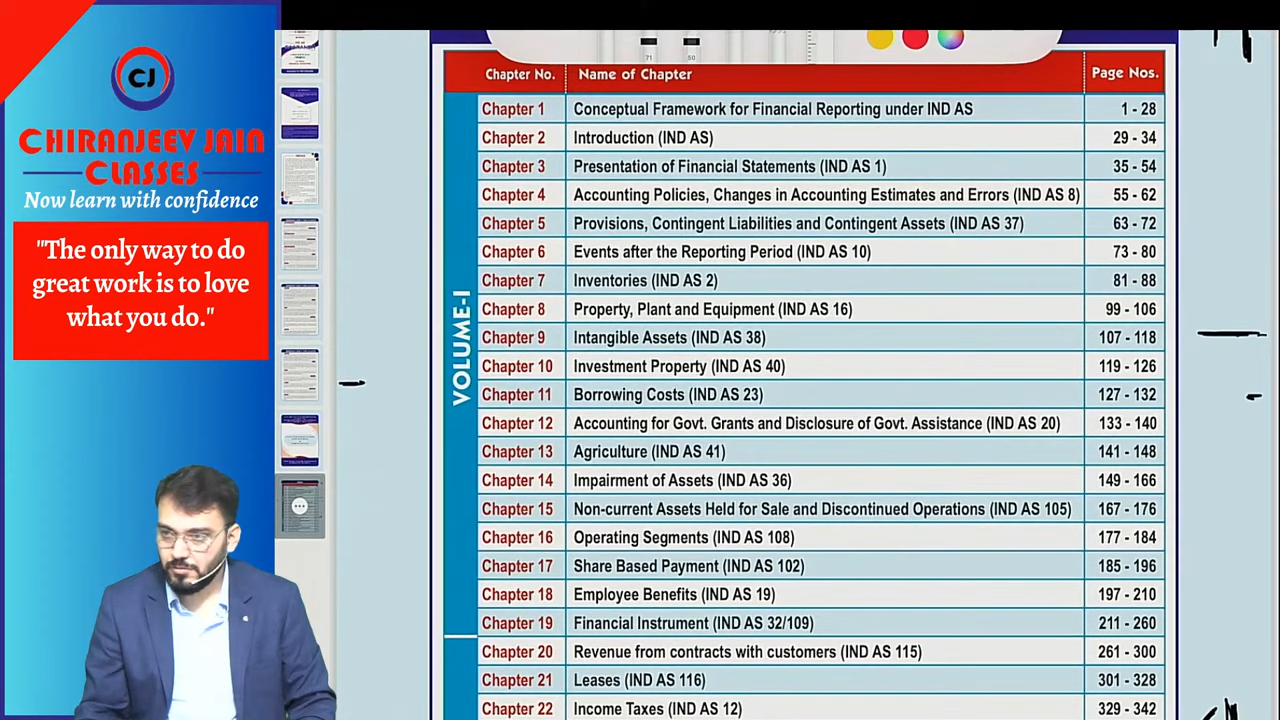 CJ
CHIRANJEEV JAIN
CLASSES
Now learn with confidence
"The only way to do
great work is to love
what you do."
71 50
Chapter No. Name of Chapter Page Nos.
VOLUME-I
Chapter 1 Conceptual Framework for Financial Reporting under IND AS 1 - 28
Chapter 2 Introduction (IND AS) 29 - 34
Chapter 3 Presentation of Financial Statements (IND AS 1) 35 - 54
Chapter 4 Accounting Policies, Changes in Accounting Estimates and Errors (IND AS 8) 55 - 62
Chapter 5 Provisions, Contingent Liabilities and Contingent Assets (IND AS 37) 63 - 72
Chapter 6 Events after the Reporting Period (IND AS 10) 73 - 80
Chapter 7 Inventories (IND AS 2) 81 -
Chapter 8 Property, Plant and Equipment (IND AS 16) 99 - 106
Chapter 9 Intangible Assets (IND AS 38) 107 - 118
Chapter 10 Investment Property (IND AS 40) 119 - 126
Chapter 11 Borrowing Costs (IND AS 23) 127 - 132
Chapter 12 Accounting for Govt. Grants and Disclosure of Govt. Assistance (IND AS 20) 133 - 140
Chapter 13 Agriculture (IND AS 41) 141 - 148
Chapter 14 Impairment of Assets (IND AS 36) 149 - 166
Chapter 15 Non-current Assets Held for Sale and Discontinued Operations (IND AS 105) 167 - 176
Chapter 16 Operating Segments (IND AS 108) 177 - 184
Chapter 17 Share Based Payment (IND AS 102) 185 - 196
Chapter 18 Employee Benefits (IND AS 19) 197 - 210
Chapter 19 Financial Instrument (IND AS 32/109) 211 - 260
Chapter 20 Revenue from contracts with customers (IND AS 115) 261 - 300
Chapter 21 Leases (IND AS 116) 301 - 328
Chapter 22 Income Taxes (IND AS 12) 329 - 342